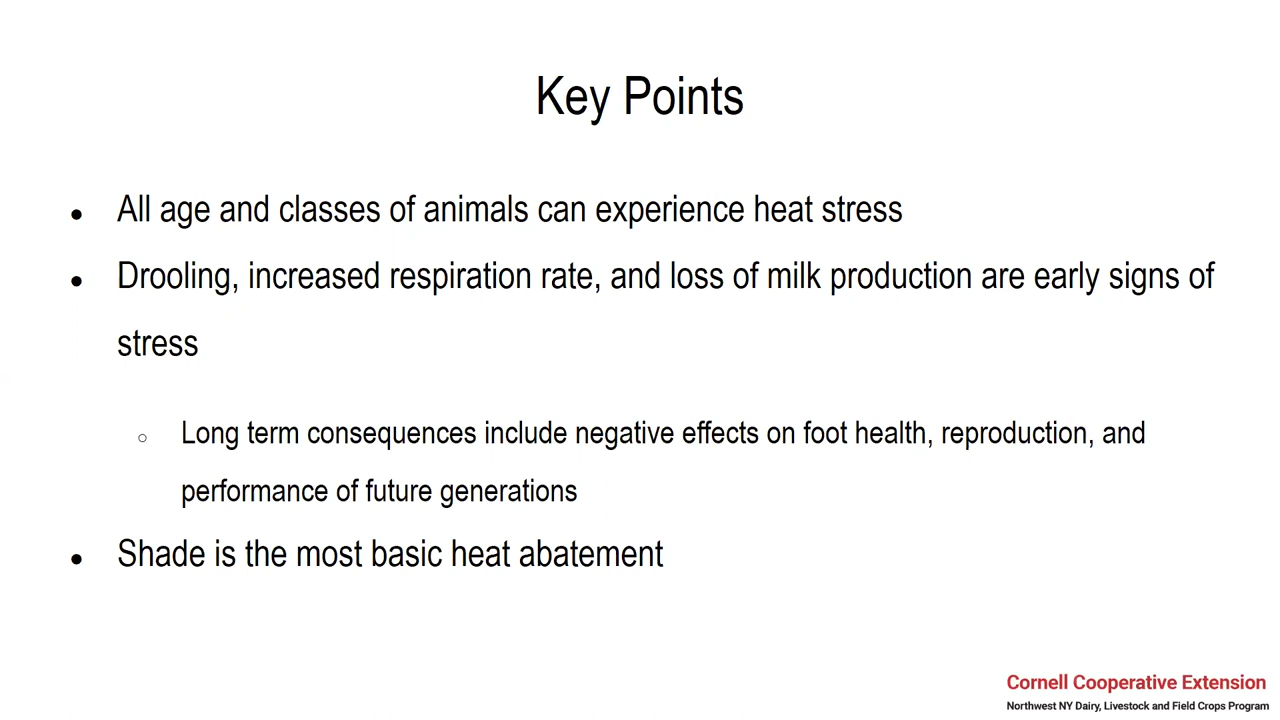 Key Points
● All age and classes of animals can experience heat stress
● Drooling, increased respiration rate, and loss of milk production are early signs of
stress
○ Long term consequences include negative effects on foot health, reproduction, and
performance of future generations
● Shade is the most basic heat abatement
Cornell Cooperative Extension
Northwest NY Dairy, Livestock and Field Crops Program